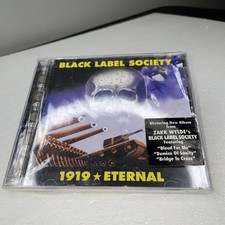 BLACK LABEL SOCIETY
Blistering New Album
from
ZAKK WYLDE's
BLACK LABEL SOCIETY
Featuring
"Bleed For Me"
"Demise Of Sanity"
"Bridge To Cross"
1919 ★ ETERNAL